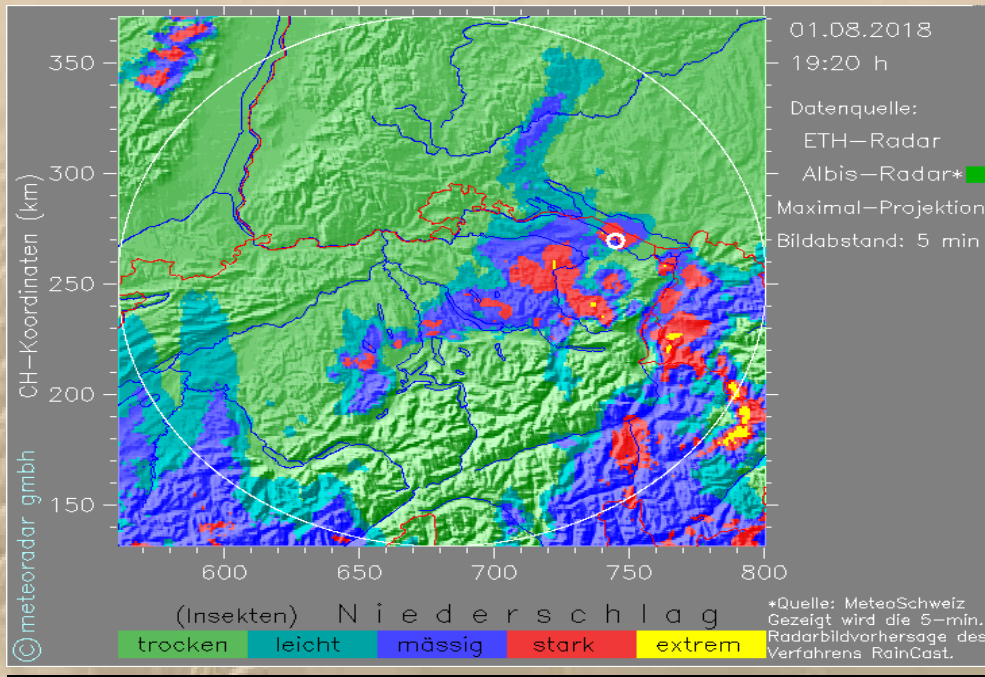 01.08.2018
19:20 h
Datenquelle:
ETH-Radar
Albis-Radar*
Maximal-Projektion
Bildabstand: 5 min
CH-Koordinaten (km)
350
300
250
200
150
600
650
700
750
800
© meteoradar gmbh
(Insekten) Niederschlag
trocken leicht mässig stark extrem
*Quelle: MeteoSchweiz
Gezeigt wird die 5-min.
Radarbildvorhersage des
Verfahrens RainCast.